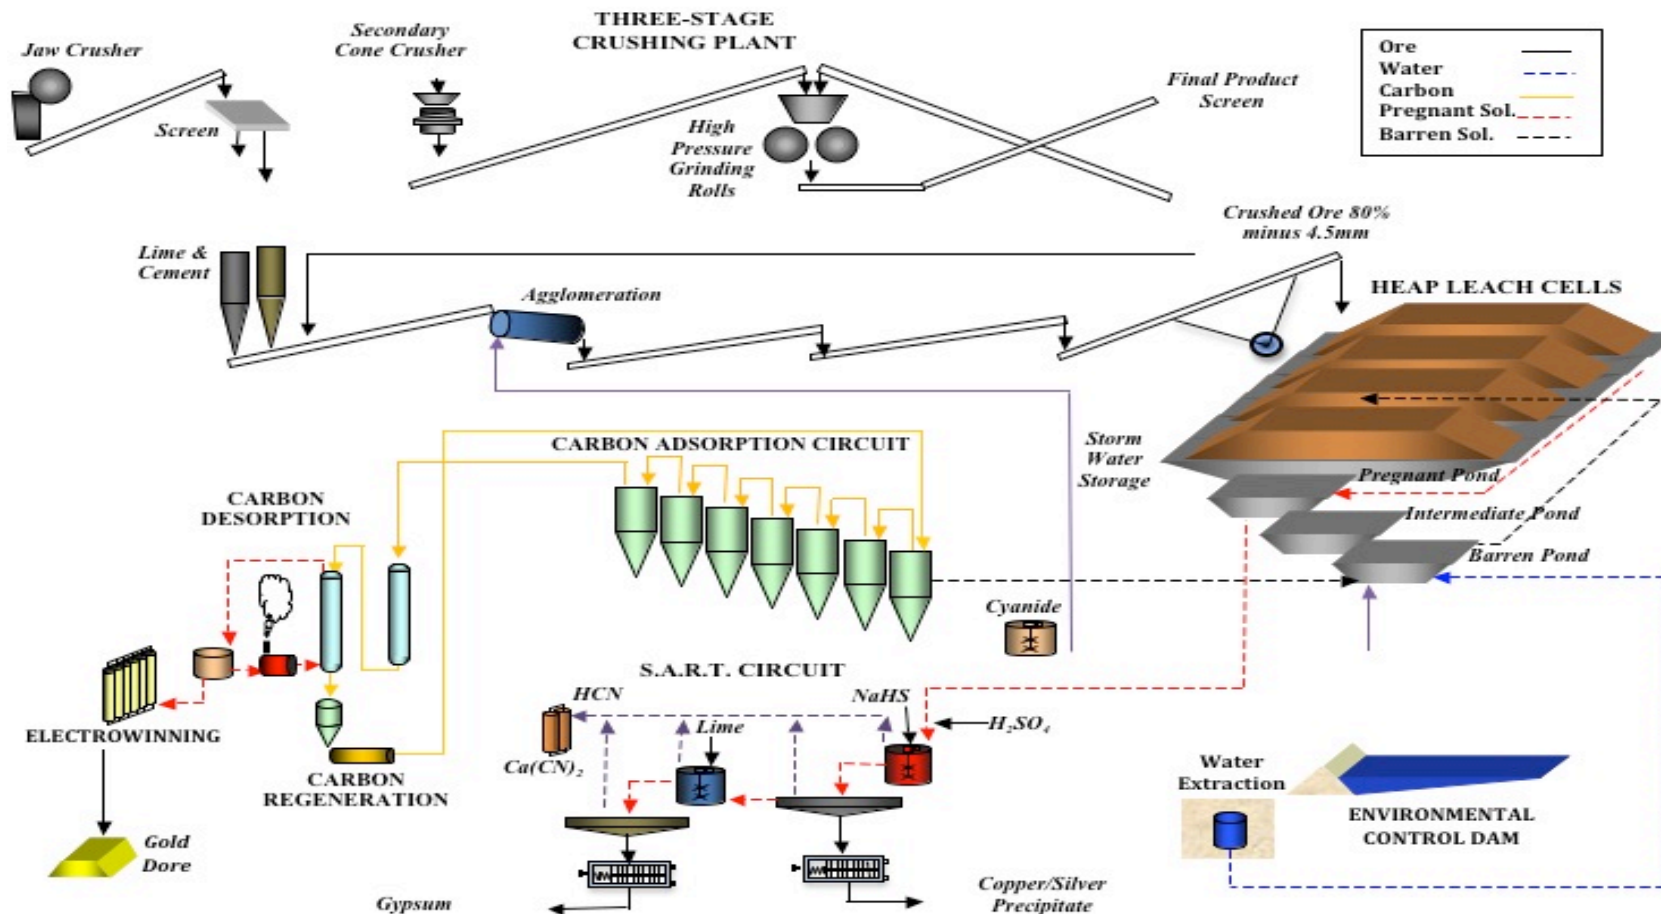 THREE-STAGE
CRUSHING PLANT
Jaw Crusher
Secondary
Cone Crusher
Screen
High
Pressure
Grinding
Rolls
Final Product
Screen
Ore
Water
Carbon
Pregnant Sol.
Barren Sol.
Crushed Ore 80%
minus 4.5mm
Lime &
Cement
Agglomeration
HEAP LEACH CELLS
CARBON ADSORPTION CIRCUIT
Storm
Water
Storage
Pregnant Pond
Intermediate Pond
Barren Pond
CARBON
DESORPTION
Cyanide
S.A.R.T. CIRCUIT
HCN
NaHS
Lime
H₂SO₄
Ca(CN)₂
ELECTROWINNING
CARBON
REGENERATION
Water
Extraction
ENVIRONMENTAL
CONTROL DAM
Gold
Dore
Gypsum
Copper/Silver
Precipitate